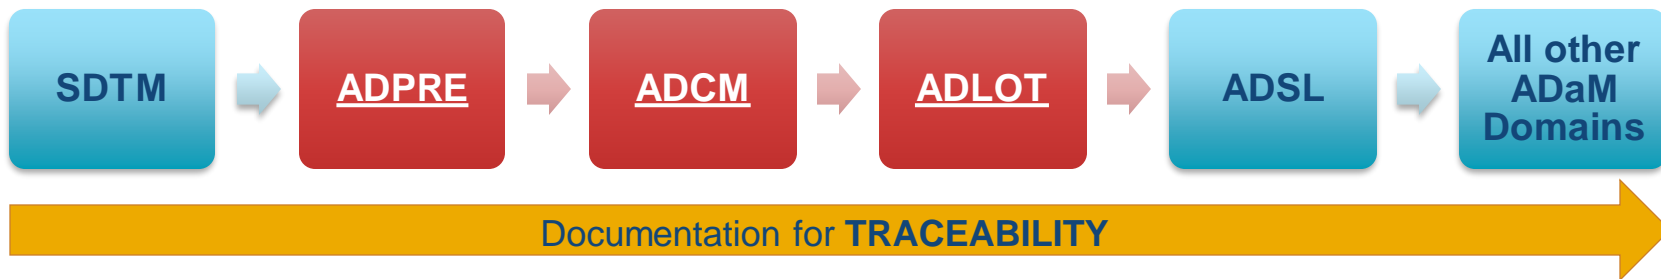 SDTM
ADPRE
ADCM
ADLOT
ADSL
All other
ADaM
Domains
Documentation for TRACEABILITY